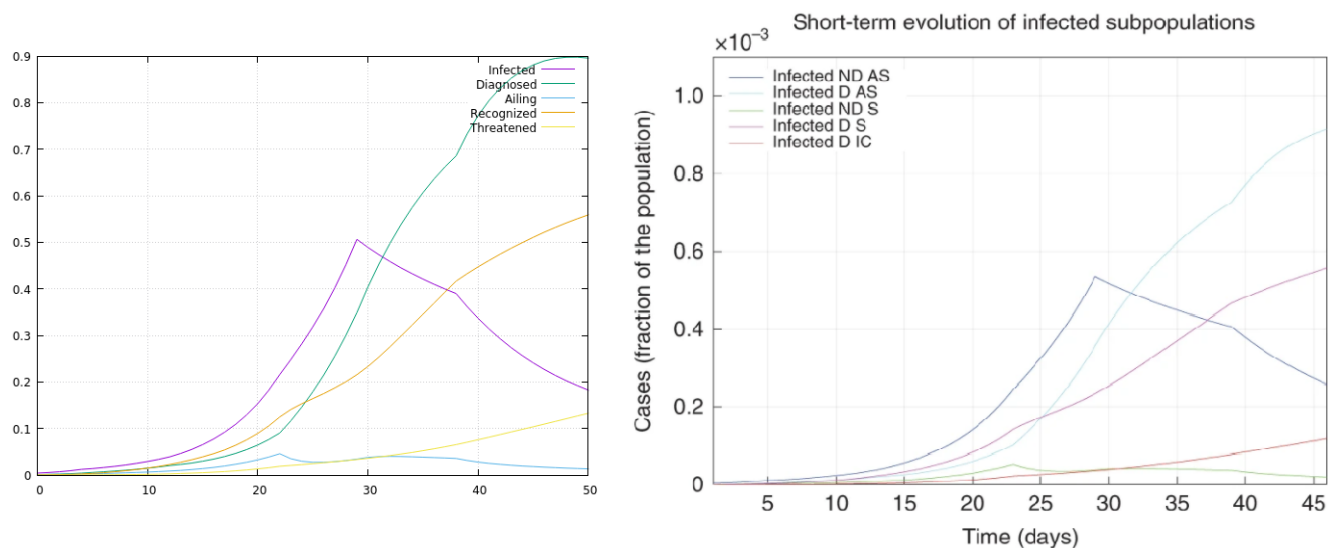 0.9
0.8
0.7
0.6
0.5
0.4
0.3
0.2
0.1
0
0 10 20 30 40 50
Infected
Diagnosed
Ailing
Recognized
Threatened
Short-term evolution of infected subpopulations
×10⁻³
Infected ND AS
Infected D AS
Infected ND S
Infected D S
Infected D IC
Cases (fraction of the population)
1.0
0.8
0.6
0.4
0.2
0
5 10 15 20 25 30 35 40 45
Time (days)